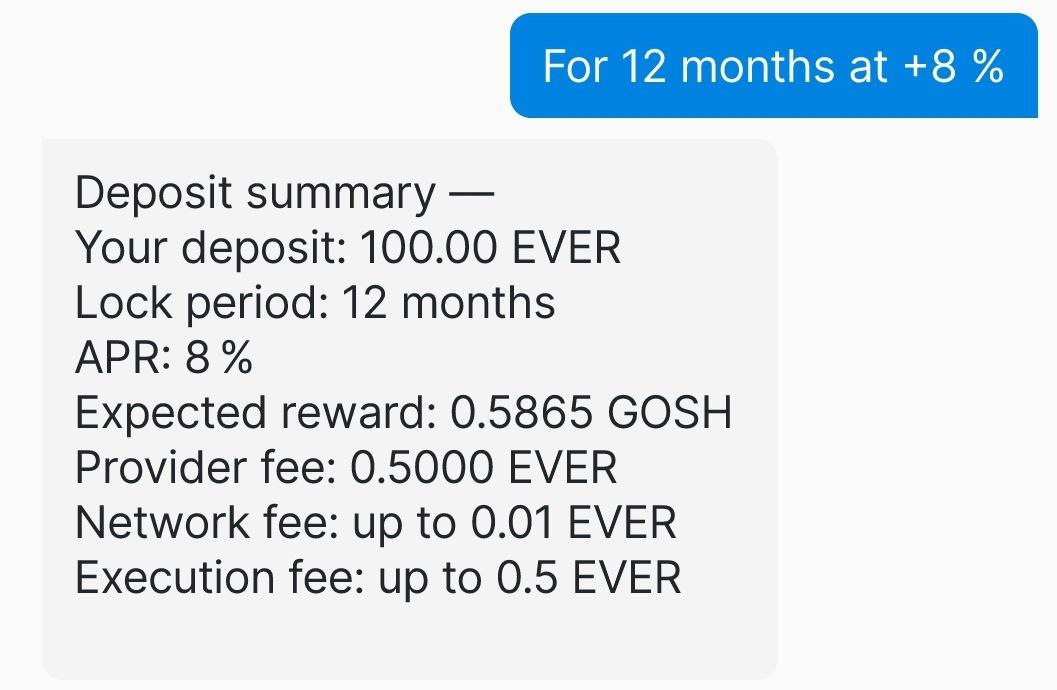 For 12 months at +8 %
Deposit summary —
Your deposit: 100.00 EVER
Lock period: 12 months
APR: 8 %
Expected reward: 0.5865 GOSH
Provider fee: 0.5000 EVER
Network fee: up to 0.01 EVER
Execution fee: up to 0.5 EVER